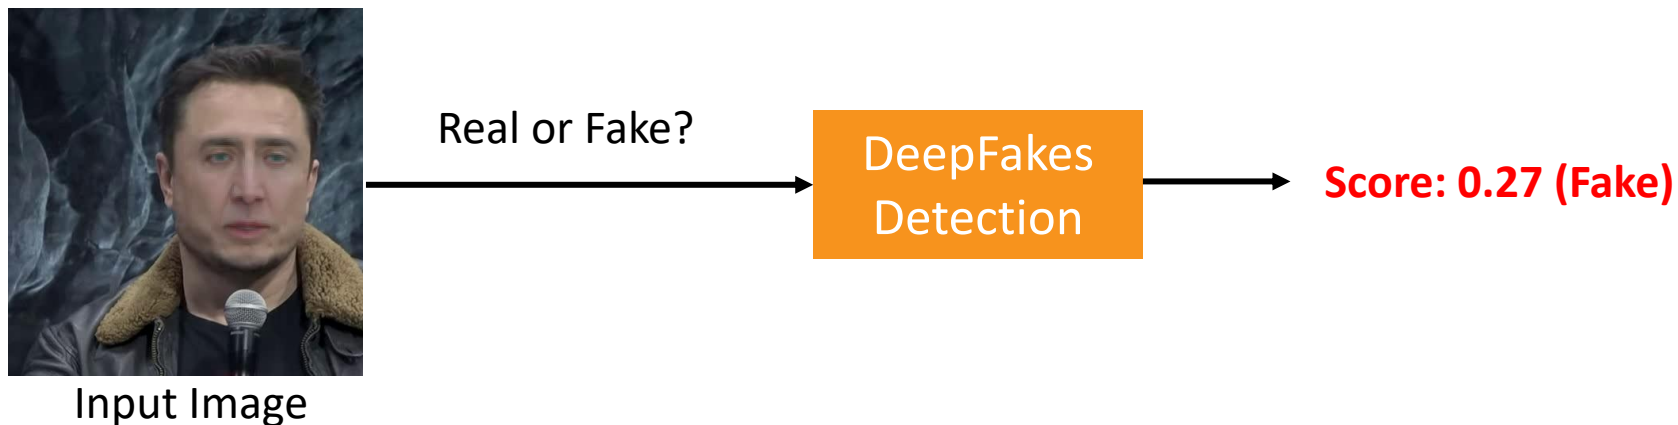 Real or Fake?
DeepFakes
Detection
Score: 0.27 (Fake)
Input Image